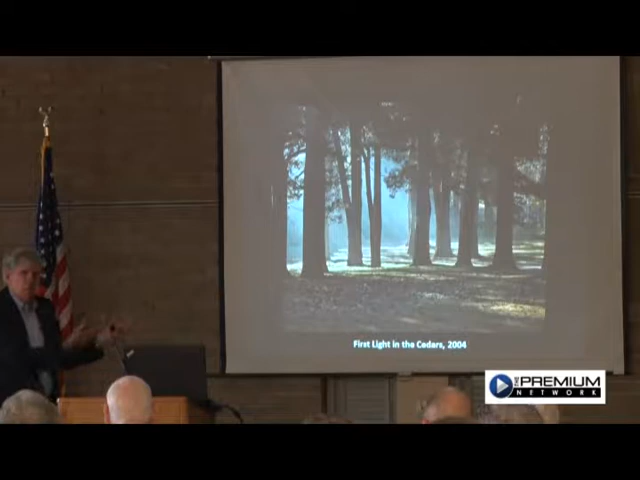 First Light in the Cedars, 2004
THE PREMIUM
NETWORK